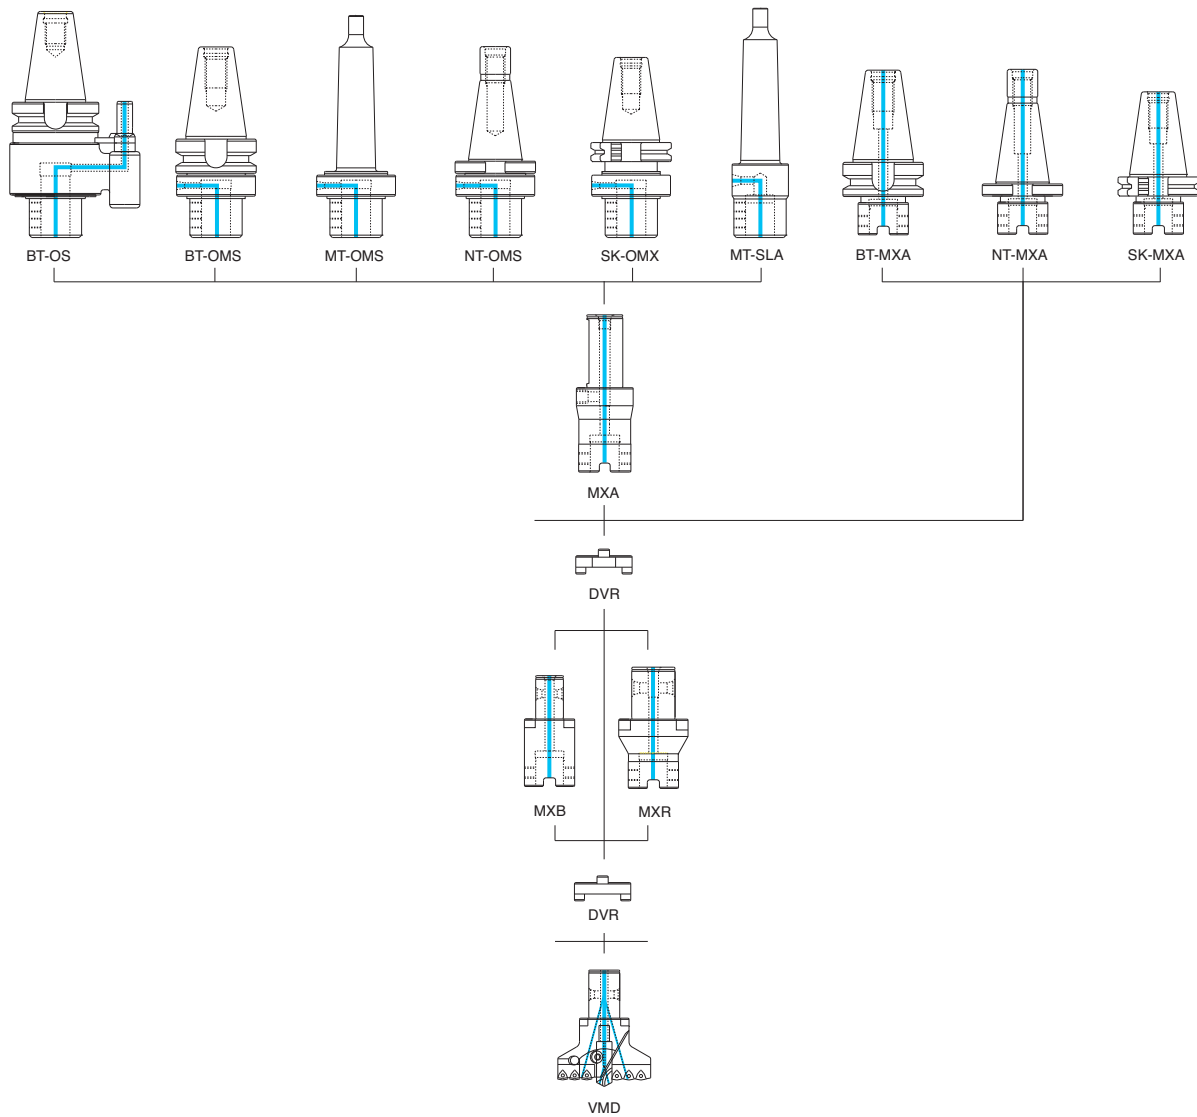 BT-OS
BT-OMS
MT-OMS
NT-OMS
SK-OMX
MT-SLA
BT-MXA
NT-MXA
SK-MXA
MXA
DVR
MXB
MXR
DVR
VMD